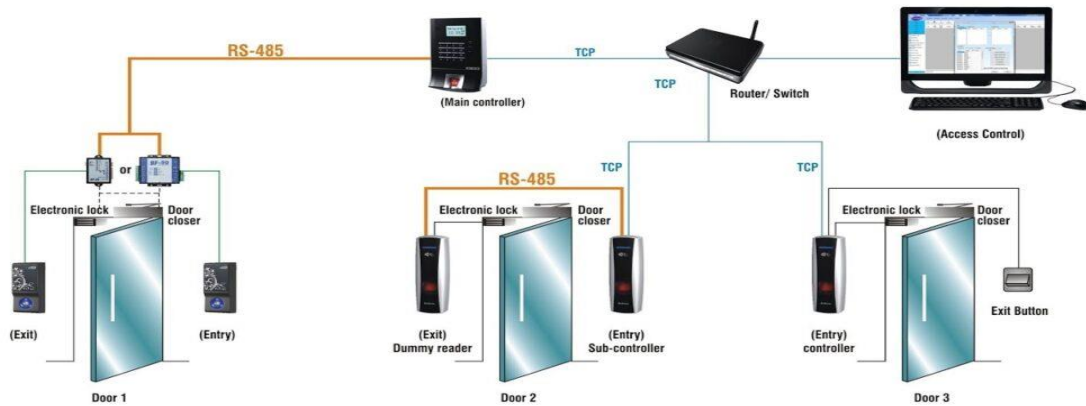 RS-485
TCP
TCP
(Main controller)
Router/ Switch
(Access Control)
or
RS-485
TCP
TCP
Electronic lock
Door
closer
Electronic lock
Door
closer
Electronic lock
Door
closer
(Exit)
(Entry)
(Exit)
Dummy reader
(Entry)
Sub-controller
(Entry)
controller
Exit Button
Door 1
Door 2
Door 3